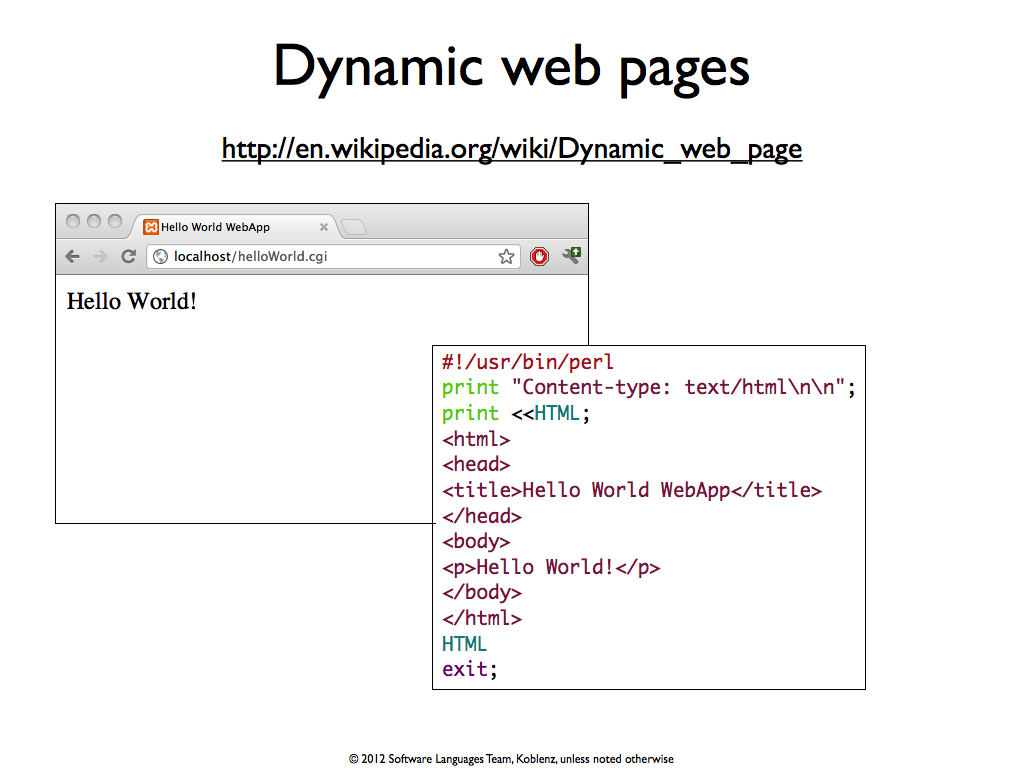 Dynamic web pages
http://en.wikipedia.org/wiki/Dynamic_web_page
Hello World WebApp
localhost/helloWorld.cgi
Hello World!
#!/usr/bin/perl
print "Content-type: text/html\n\n";
print <<HTML;
<html>
<head>
<title>Hello World WebApp</title>
</head>
<body>
<p>Hello World!</p>
</body>
</html>
HTML
exit;
© 2012 Software Languages Team, Koblenz, unless noted otherwise